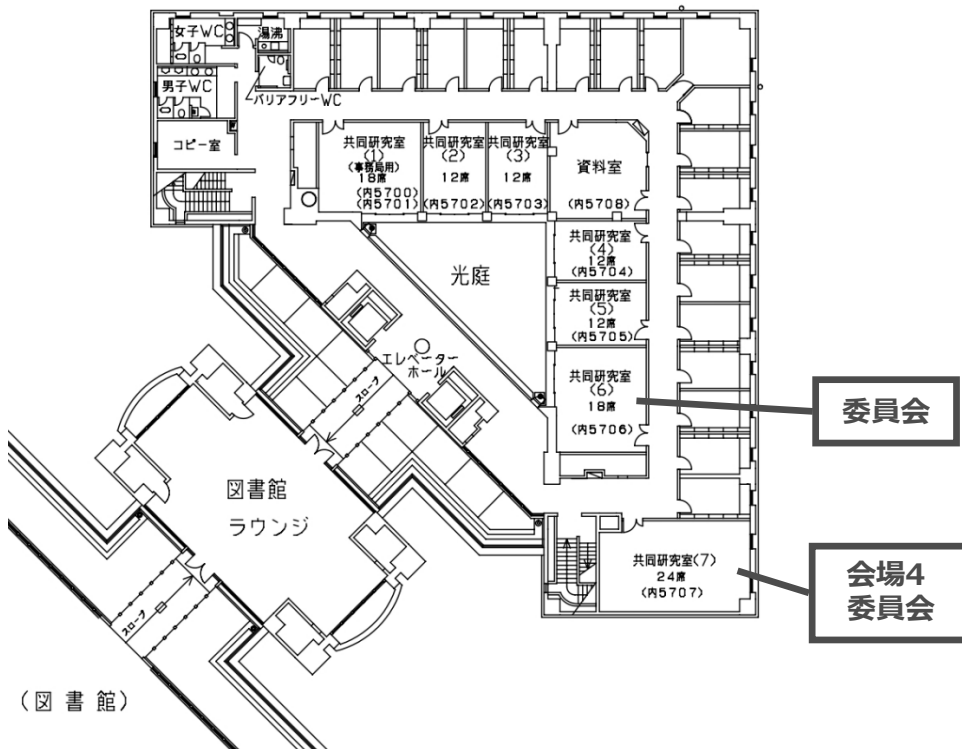 女子WC
湯沸
男子WC
バリアフリーWC
コピー室
共同研究室
(1)
(事務局用)
18席
(内5700)
(内5701)
共同研究室
(2)
12席
(内5702)
共同研究室
(3)
12席
(内5703)
資料室
(内5708)
共同研究室
(4)
12席
(内5704)
光庭
共同研究室
(5)
12席
(内5705)
エレベーター
ホール
スロープ
共同研究室
(6)
18席
(内5706)
委員会
図書館
ラウンジ
共同研究室(7)
24席
(内5707)
会場4
委員会
スロープ
(図書館)